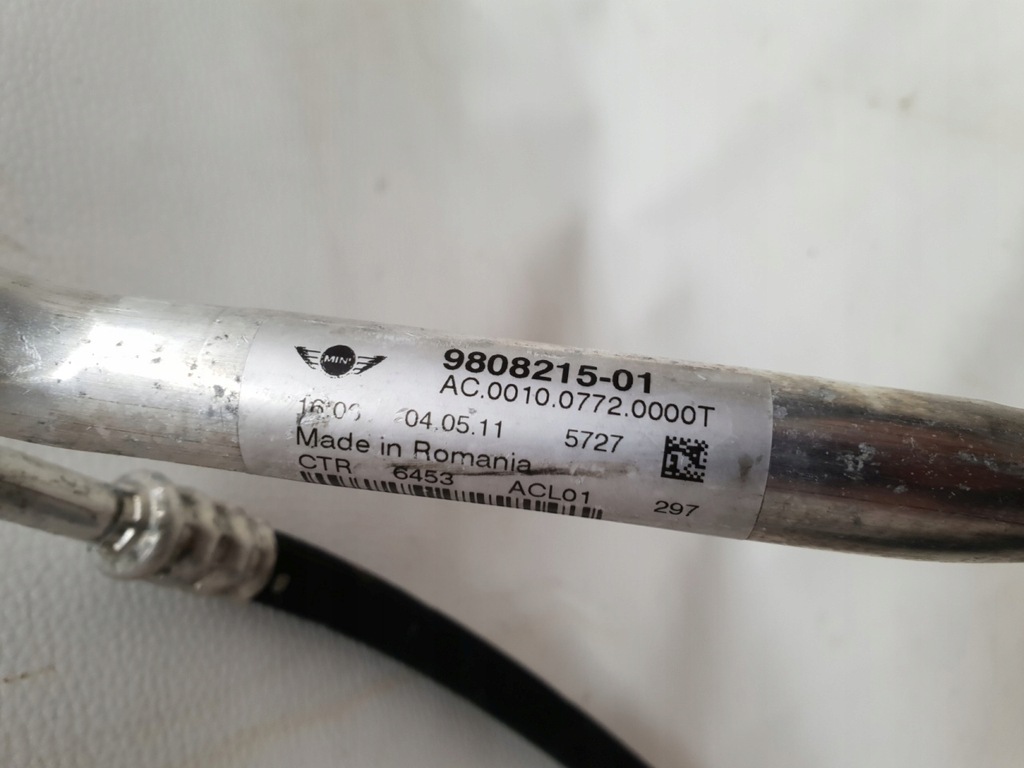 MINI
9808215-01
AC.0010.0772.0000T
04.05.11 5727
Made in Romania
CTR 6453 ACL01
297